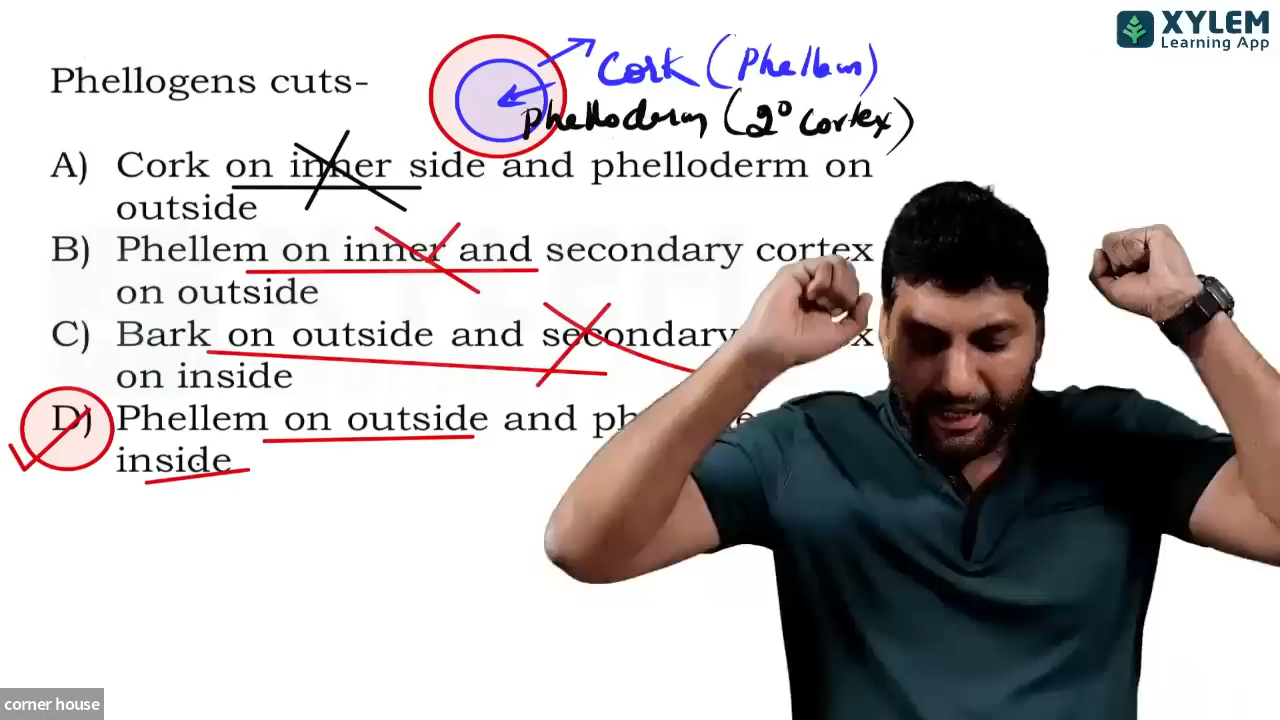 XYLEM
Learning App
Phellogens cuts-
Cork (Phellem)
Phelloderm (2° cortex)
A) Cork on inner side and phelloderm on
outside
B) Phellem on inner and secondary cortex
on outside
C) Bark on outside and secondary
on inside
D) Phellem on outside and
inside
corner house